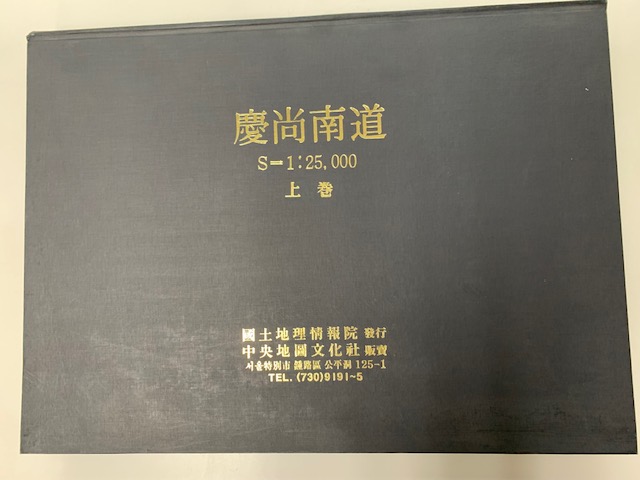 慶尚南道
S=1:25,000
上巻
國土地理情報院 發行
中央地圖文化社 販賣
서울特別市 鍾路區 公平洞 125-1
TEL. (730)9191~5